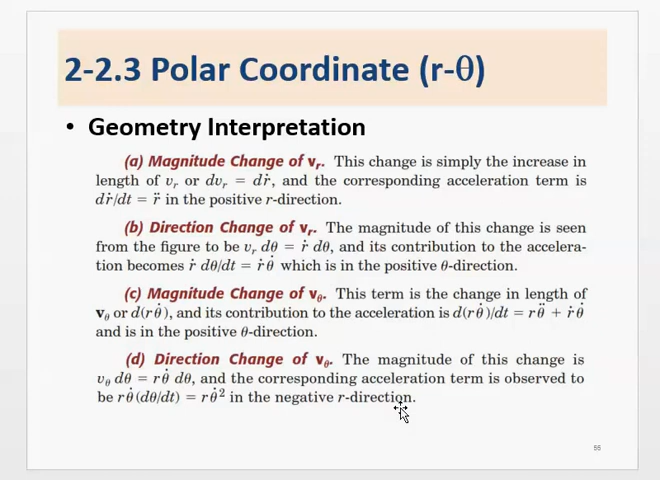 2-2.3 Polar Coordinate (r-θ)
• Geometry Interpretation
(a) Magnitude Change of vᵣ. This change is simply the increase in
length of vᵣ or dvᵣ = dṙ, and the corresponding acceleration term is
dṙ/dt = r̈ in the positive r-direction.
(b) Direction Change of vᵣ. The magnitude of this change is seen
from the figure to be vᵣ dθ = ṙ dθ, and its contribution to the accelera-
tion becomes ṙ dθ/dt = ṙθ̇ which is in the positive θ-direction.
(c) Magnitude Change of v_θ. This term is the change in length of
v_θ or d(rθ̇), and its contribution to the acceleration is d(rθ̇)/dt = rθ̈ + ṙθ̇
and is in the positive θ-direction.
(d) Direction Change of v_θ. The magnitude of this change is
v_θ dθ = rθ̇ dθ, and the corresponding acceleration term is observed to
be rθ̇(dθ/dt) = rθ̇² in the negative r-direction.